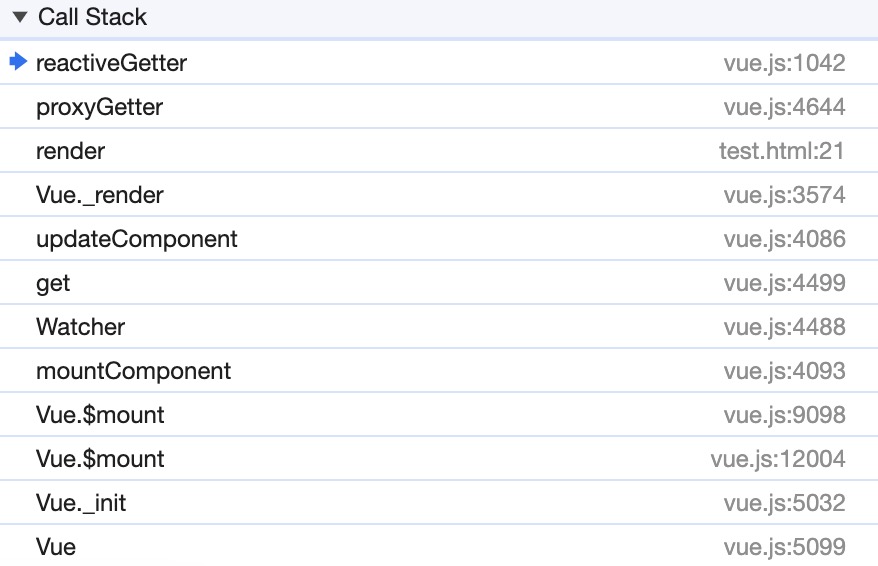 Call Stack
reactiveGetter vue.js:1042
proxyGetter vue.js:4644
render test.html:21
Vue._render vue.js:3574
updateComponent vue.js:4086
get vue.js:4499
Watcher vue.js:4488
mountComponent vue.js:4093
Vue.$mount vue.js:9098
Vue.$mount vue.js:12004
Vue._init vue.js:5032
Vue vue.js:5099